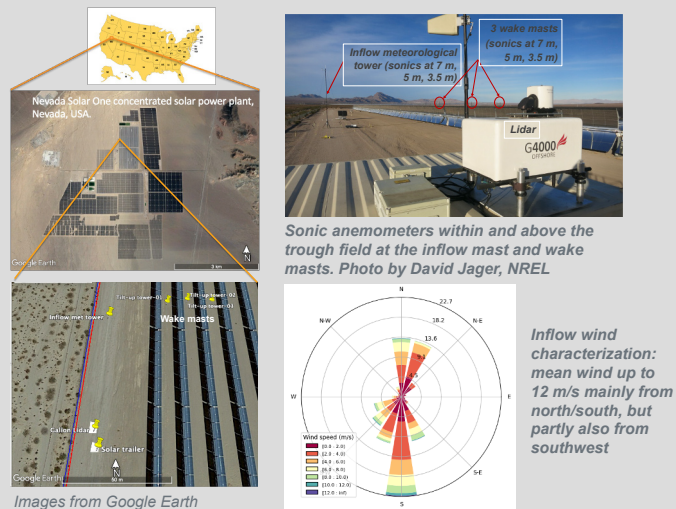 Nevada Solar One concentrated solar power plant,
Nevada, USA.
Google Earth
3 km
N
Tilt-up tower-01
Tilt-up tower-02
Tilt-up tower-03
Inflow met tower
Wake masts
Gallon Lidar
Solar trailer
N
Google Earth
50 m
Images from Google Earth
Inflow meteorological
tower (sonics at 7 m,
5 m, 3.5 m)
3 wake masts
(sonics at 7 m,
5 m, 3.5 m)
Lidar
G4000
OFFSHORE
Sonic anemometers within and above the
trough field at the inflow mast and wake
masts. Photo by David Jager, NREL
N
22.7
N-W
18.2
N-E
13.6
9.1
4.5
W
E
Wind speed (m/s)
[0.0 : 2.0)
[2.0 : 4.0)
[4.0 : 6.0)
[6.0 : 8.0)
[8.0 : 10.0)
[10.0 : 12.0)
[12.0 : inf)
S-E
S
Inflow wind
characterization:
mean wind up to
12 m/s mainly from
north/south, but
partly also from
southwest